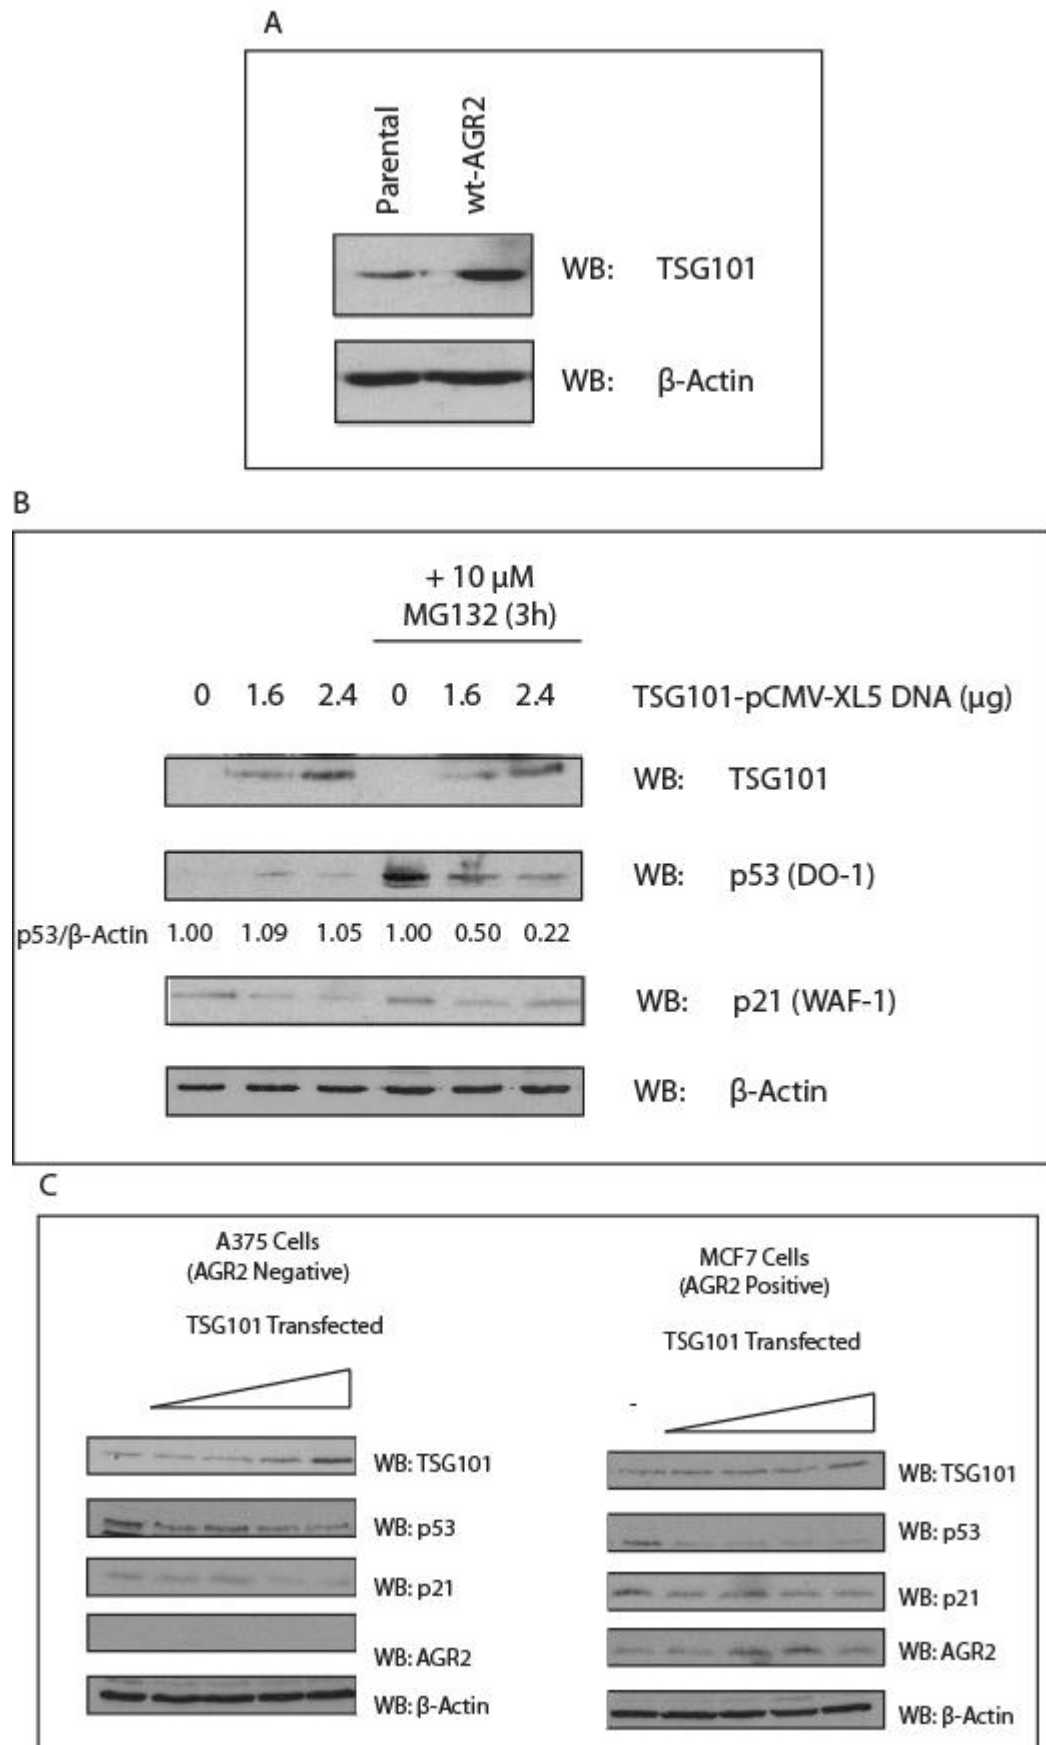 A
Parental
wt-AGR2
WB: TSG101
WB: β-Actin
B
+ 10 μM
MG132 (3h)
0 1.6 2.4 0 1.6 2.4 TSG101-pCMV-XL5 DNA (μg)
WB: TSG101
WB: p53 (DO-1)
p53/β-Actin 1.00 1.09 1.05 1.00 0.50 0.22
WB: p21 (WAF-1)
WB: β-Actin
C
A375 Cells
(AGR2 Negative)
TSG101 Transfected
WB: TSG101
WB: p53
WB: p21
WB: AGR2
WB: β-Actin
MCF7 Cells
(AGR2 Positive)
TSG101 Transfected
-
WB: TSG101
WB: p53
WB: p21
WB: AGR2
WB: β-Actin